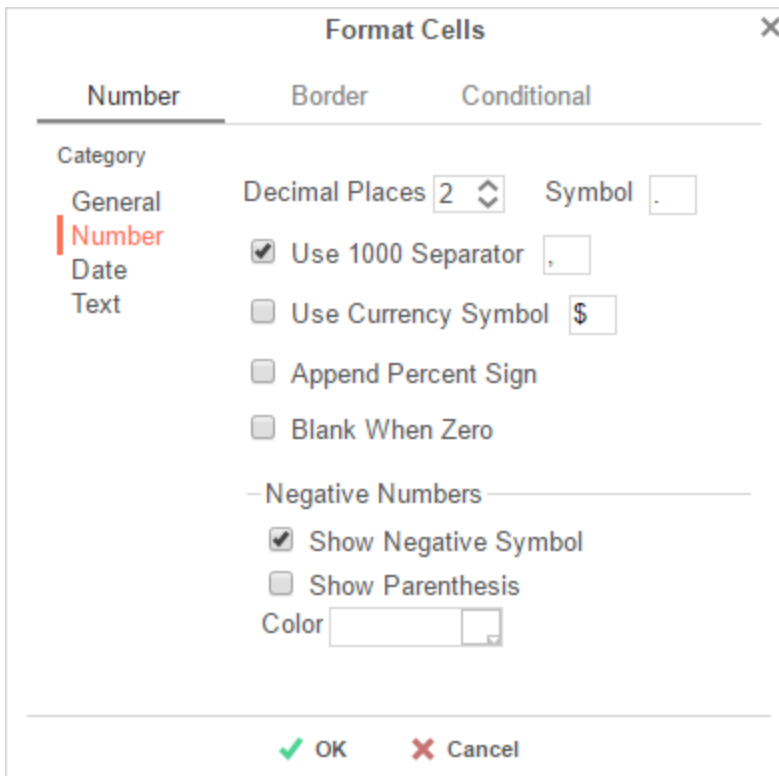 Format Cells
Number Border Conditional
Category
General
Number
Date
Text
Decimal Places 2 Symbol .
Use 1000 Separator ,
Use Currency Symbol $
Append Percent Sign
Blank When Zero
Negative Numbers
Show Negative Symbol
Show Parenthesis
Color
OK Cancel